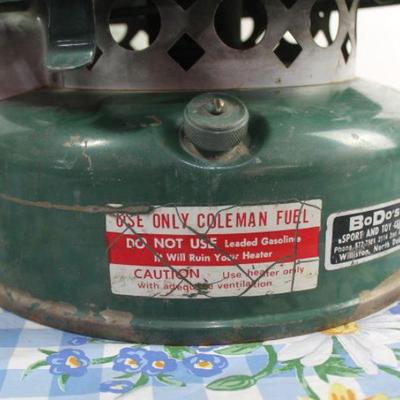 USE ONLY COLEMAN FUEL
DO NOT USE Leaded Gasoline
It Will Ruin Your Heater
CAUTION Use heater only
with adequate ventilation
BoDo's
SPORT AND TOY
Phone
Williston, North